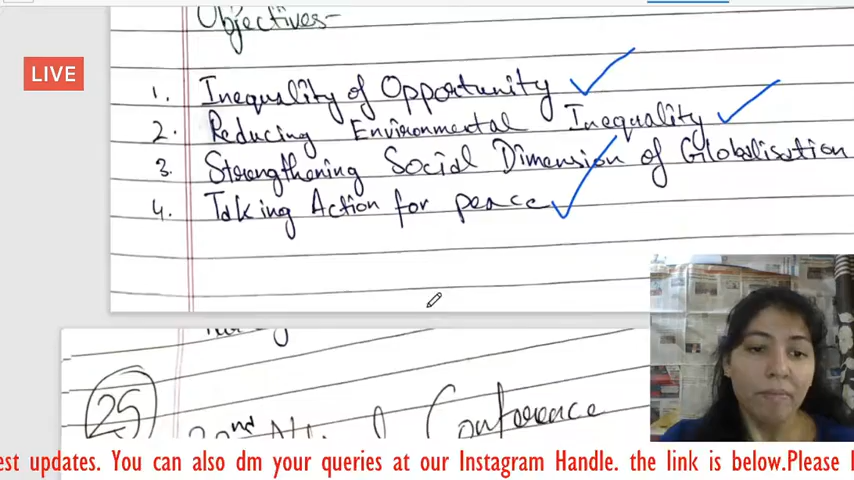 Objectives-
LIVE
1. Inequality of Opportunity
2. Reducing Environmental Inequality
3. Strengthening Social Dimension of Globalisation
4. Taking Action for peace
25
Conference
est updates. You can also dm your queries at our Instagram Handle. the link is below.Please l